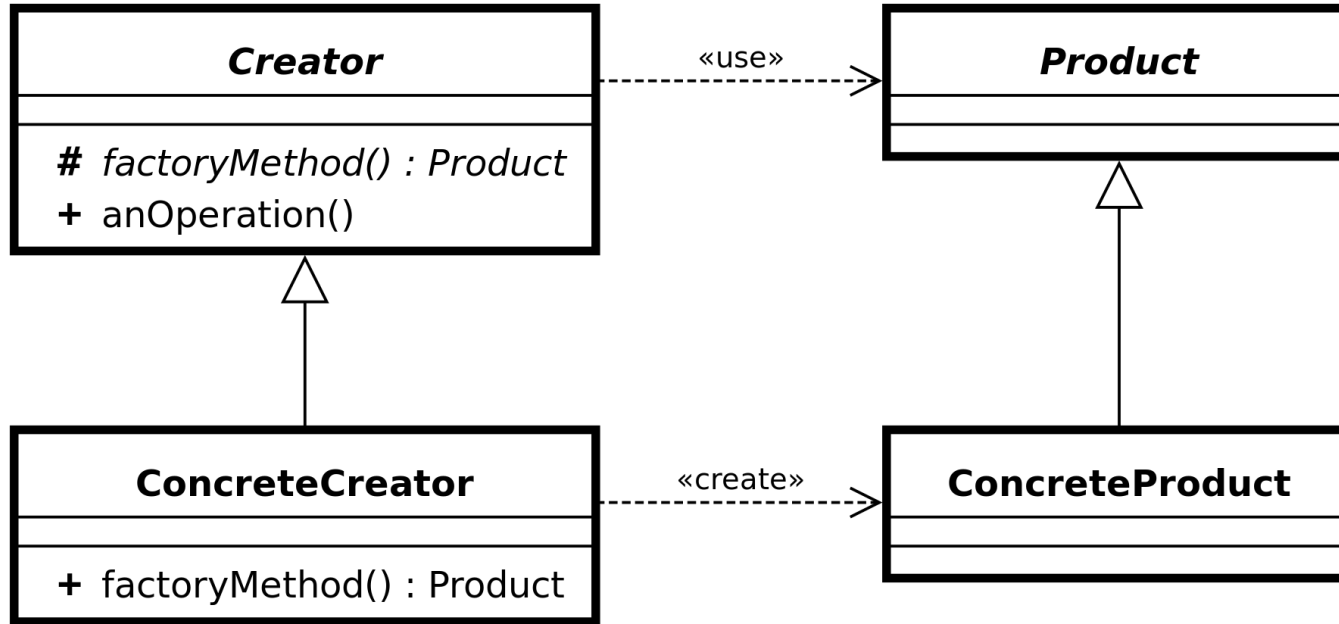 Creator
«use»
Product
# factoryMethod() : Product
+ anOperation()
ConcreteCreator
«create»
ConcreteProduct
+ factoryMethod() : Product